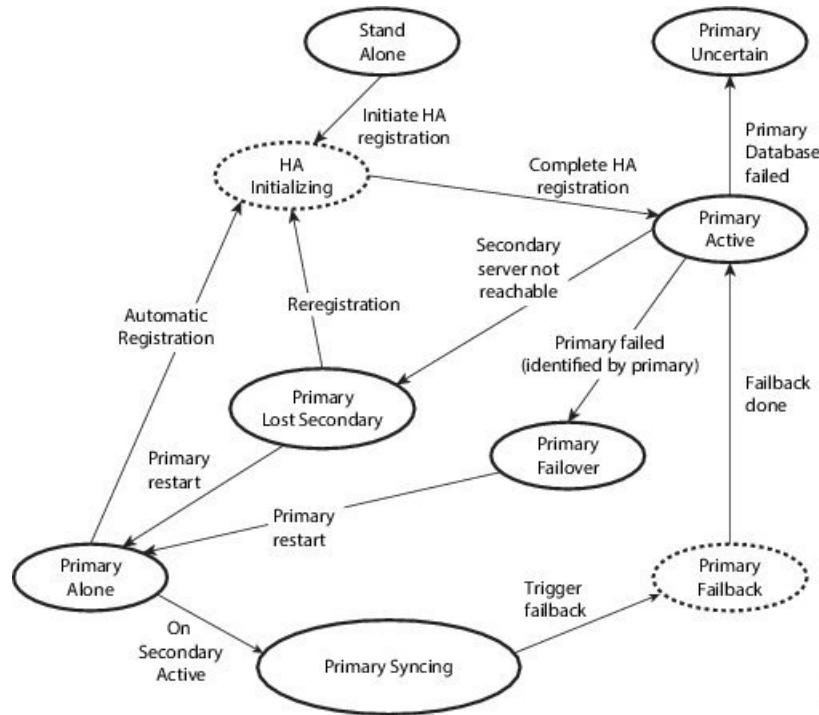 Stand
Alone
Primary
Uncertain
Initiate HA
registration
Primary
Database
failed
HA
Initializing
Complete HA
registration
Primary
Active
Secondary
server not
reachable
Automatic
Registration
Reregistration
Primary failed
(identified by primary)
Failback
done
Primary
Lost Secondary
Primary
Failover
Primary
restart
Primary
restart
Primary
Alone
Primary
Failback
Trigger
failback
On
Secondary
Active
Primary Syncing